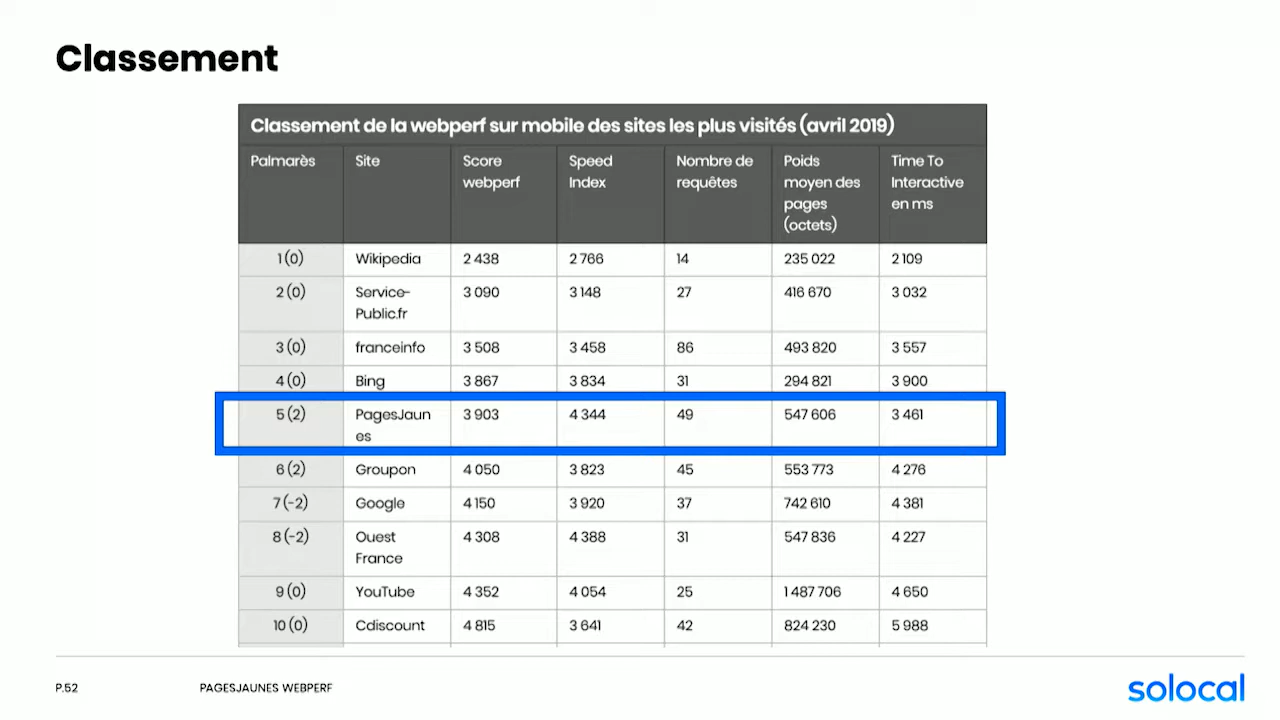 Classement
Classement de la webperf sur mobile des sites les plus visités (avril 2019)
Palmarès Site Score webperf Speed Index Nombre de requêtes Poids moyen des pages (octets) Time To Interactive en ms
1 (0) Wikipedia 2 438 2 766 14 235 022 2 109
2 (0) Service-Public.fr 3 090 3 148 27 416 670 3 032
3 (0) franceinfo 3 508 3 458 86 493 820 3 557
4 (0) Bing 3 867 3 834 31 294 821 3 900
5 (2) PagesJaunes 3 903 4 344 49 547 606 3 461
6 (2) Groupon 4 050 3 823 45 553 773 4 276
7 (-2) Google 4 150 3 920 37 742 610 4 381
8 (-2) Ouest France 4 308 4 388 31 547 836 4 227
9 (0) YouTube 4 352 4 054 25 1 487 706 4 650
10 (0) Cdiscount 4 815 3 641 42 824 230 5 988
P.52 PAGESJAUNES WEBPERF solocal